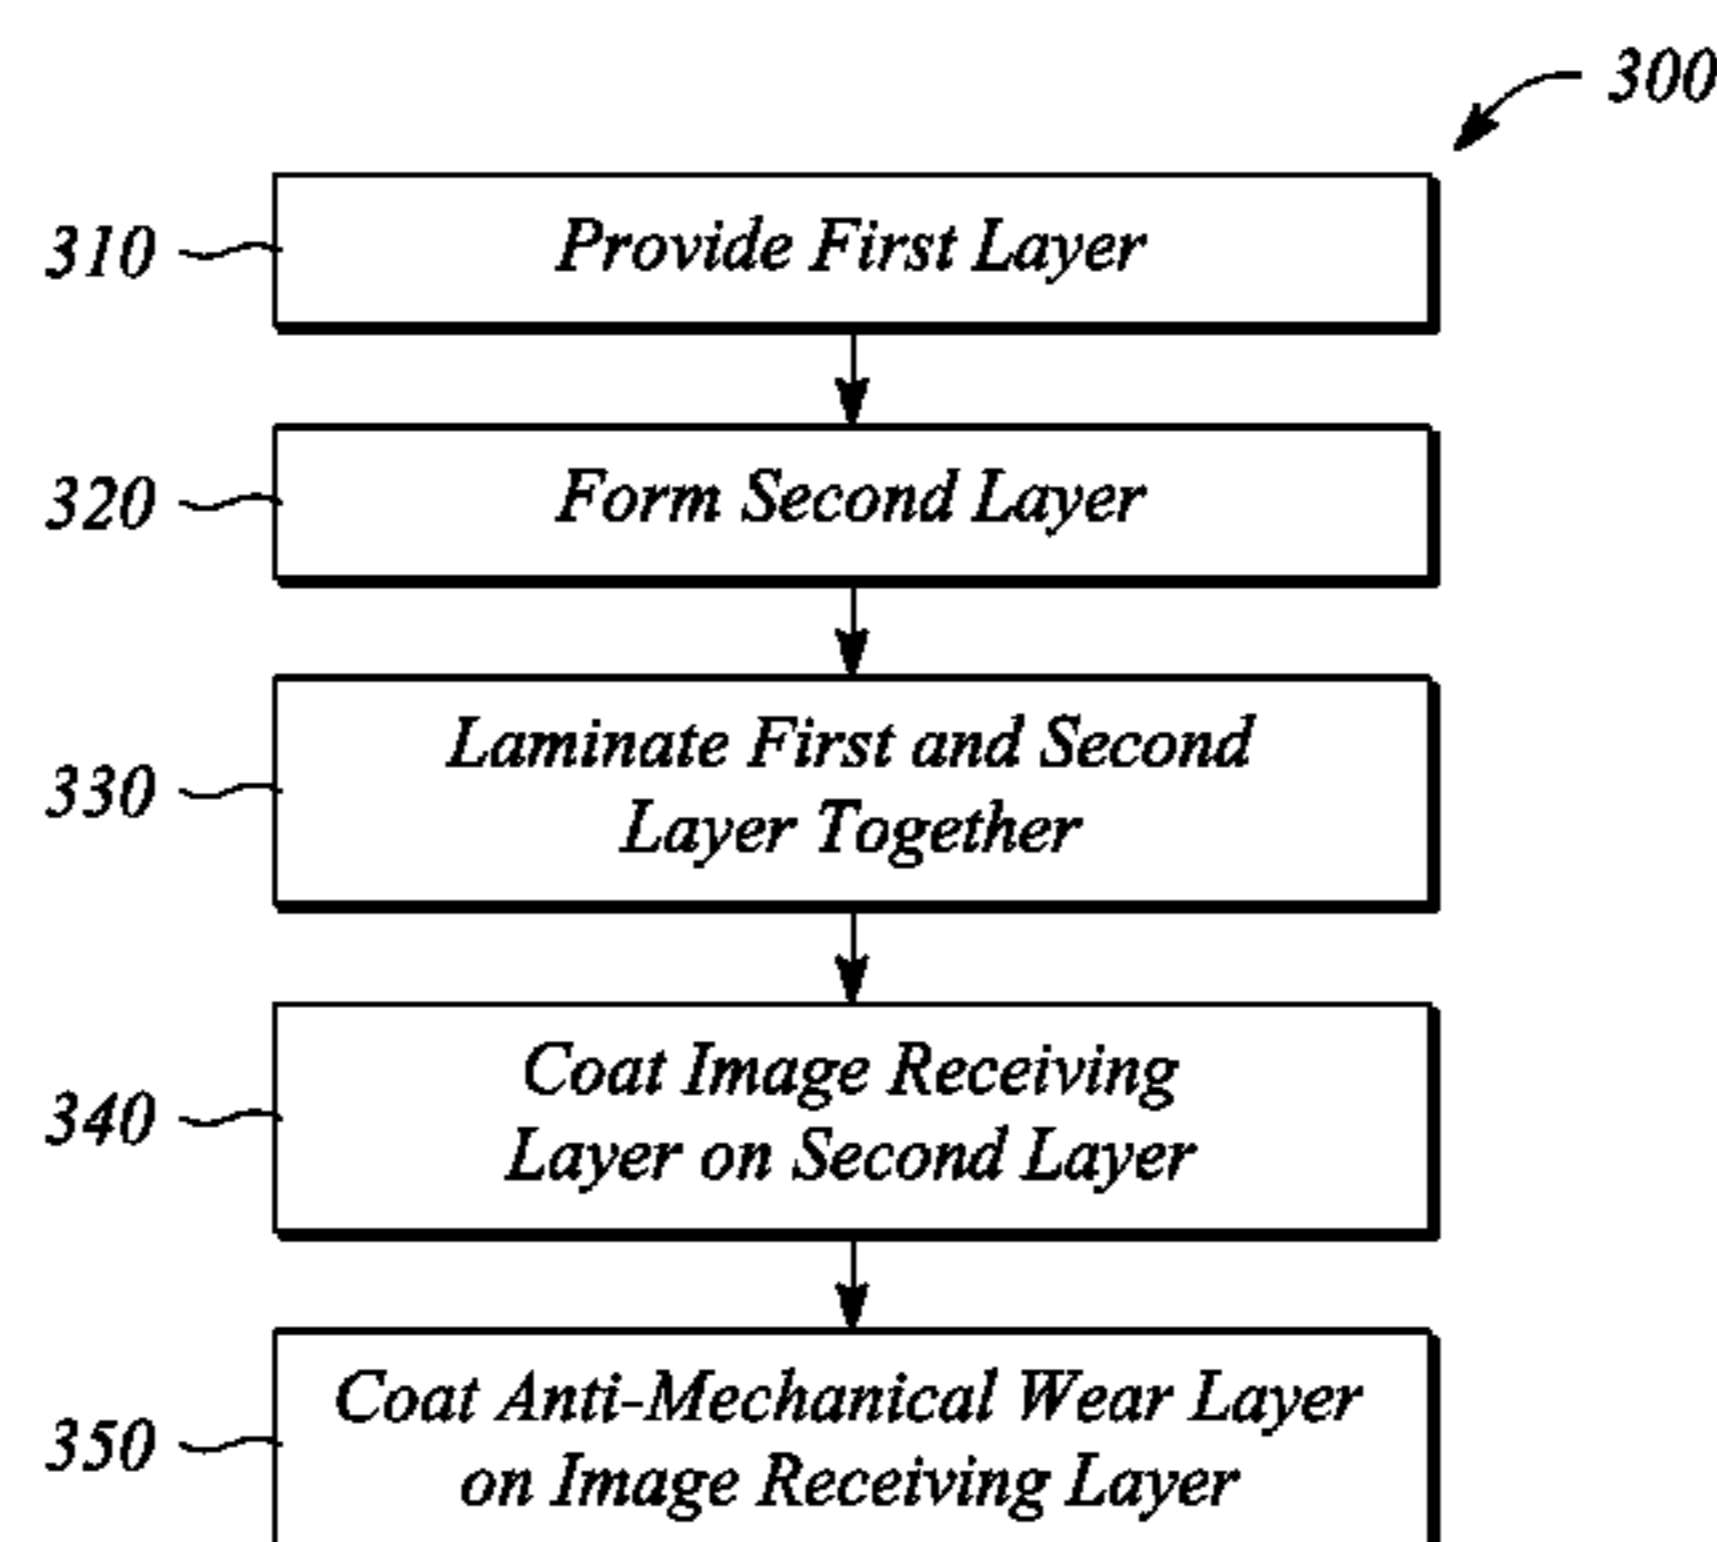 300
310
Provide First Layer
320
Form Second Layer
330
Laminate First and Second
Layer Together
340
Coat Image Receiving
Layer on Second Layer
350
Coat Anti-Mechanical Wear Layer
on Image Receiving Layer